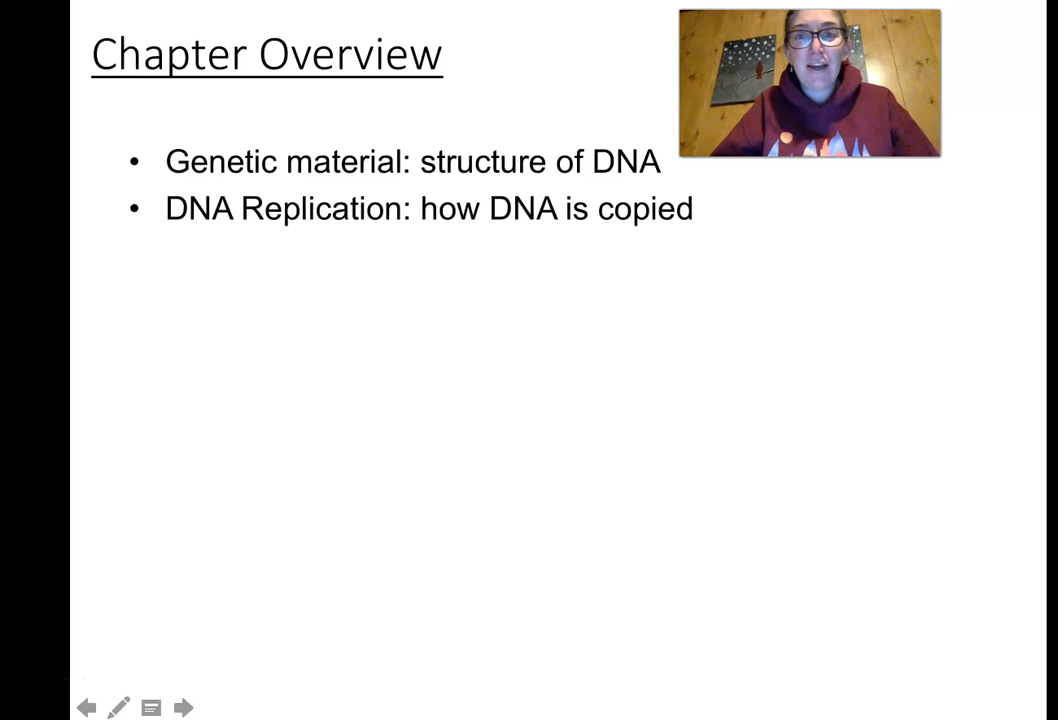 Chapter Overview
• Genetic material: structure of DNA
• DNA Replication: how DNA is copied